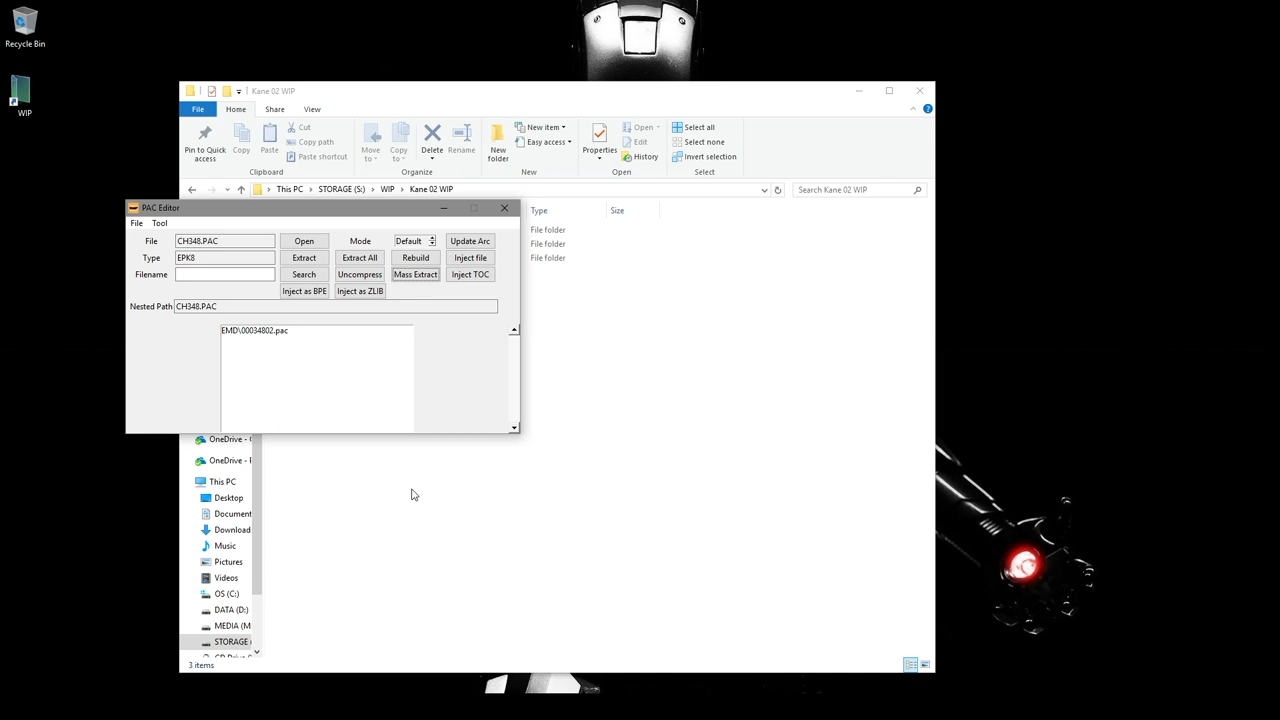 Recycle Bin
WIP
Kane 02 WIP
File Home Share View
Pin to Quick access
Copy
Paste
Cut
Copy path
Paste shortcut
Clipboard
Move to
Copy to
Delete
Rename
Organize
New folder
New item
Easy access
New
Properties
Open
Edit
History
Open
Select all
Select none
Invert selection
Select
This PC STORAGE (S:) WIP Kane 02 WIP
Search Kane 02 WIP
Type Size
File folder
File folder
File folder
PAC Editor
File Tool
File CH348.PAC Open Mode Default Update Arc
Type EPK8 Extract Extract All Rebuild Inject file
Filename Search Uncompress Mass Extract Inject TOC
Inject as BPE Inject as ZLIB
Nested Path CH348.PAC
EMD\00034802.pac
OneDrive -
OneDrive -
This PC
Desktop
Document
Download
Music
Pictures
Videos
OS (C:)
DATA (D:)
MEDIA (M
STORAGE
3 items